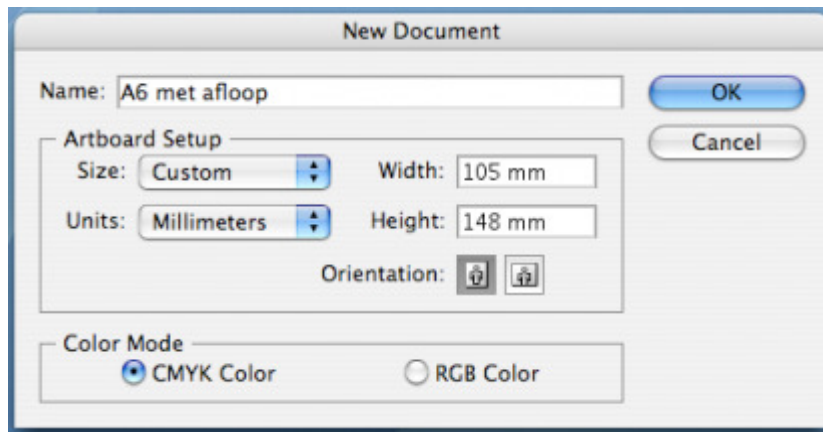 New Document
Name: A6 met afloop
OK
Cancel
Artboard Setup
Size: Custom Width: 105 mm
Units: Millimeters Height: 148 mm
Orientation:
Color Mode
CMYK Color RGB Color